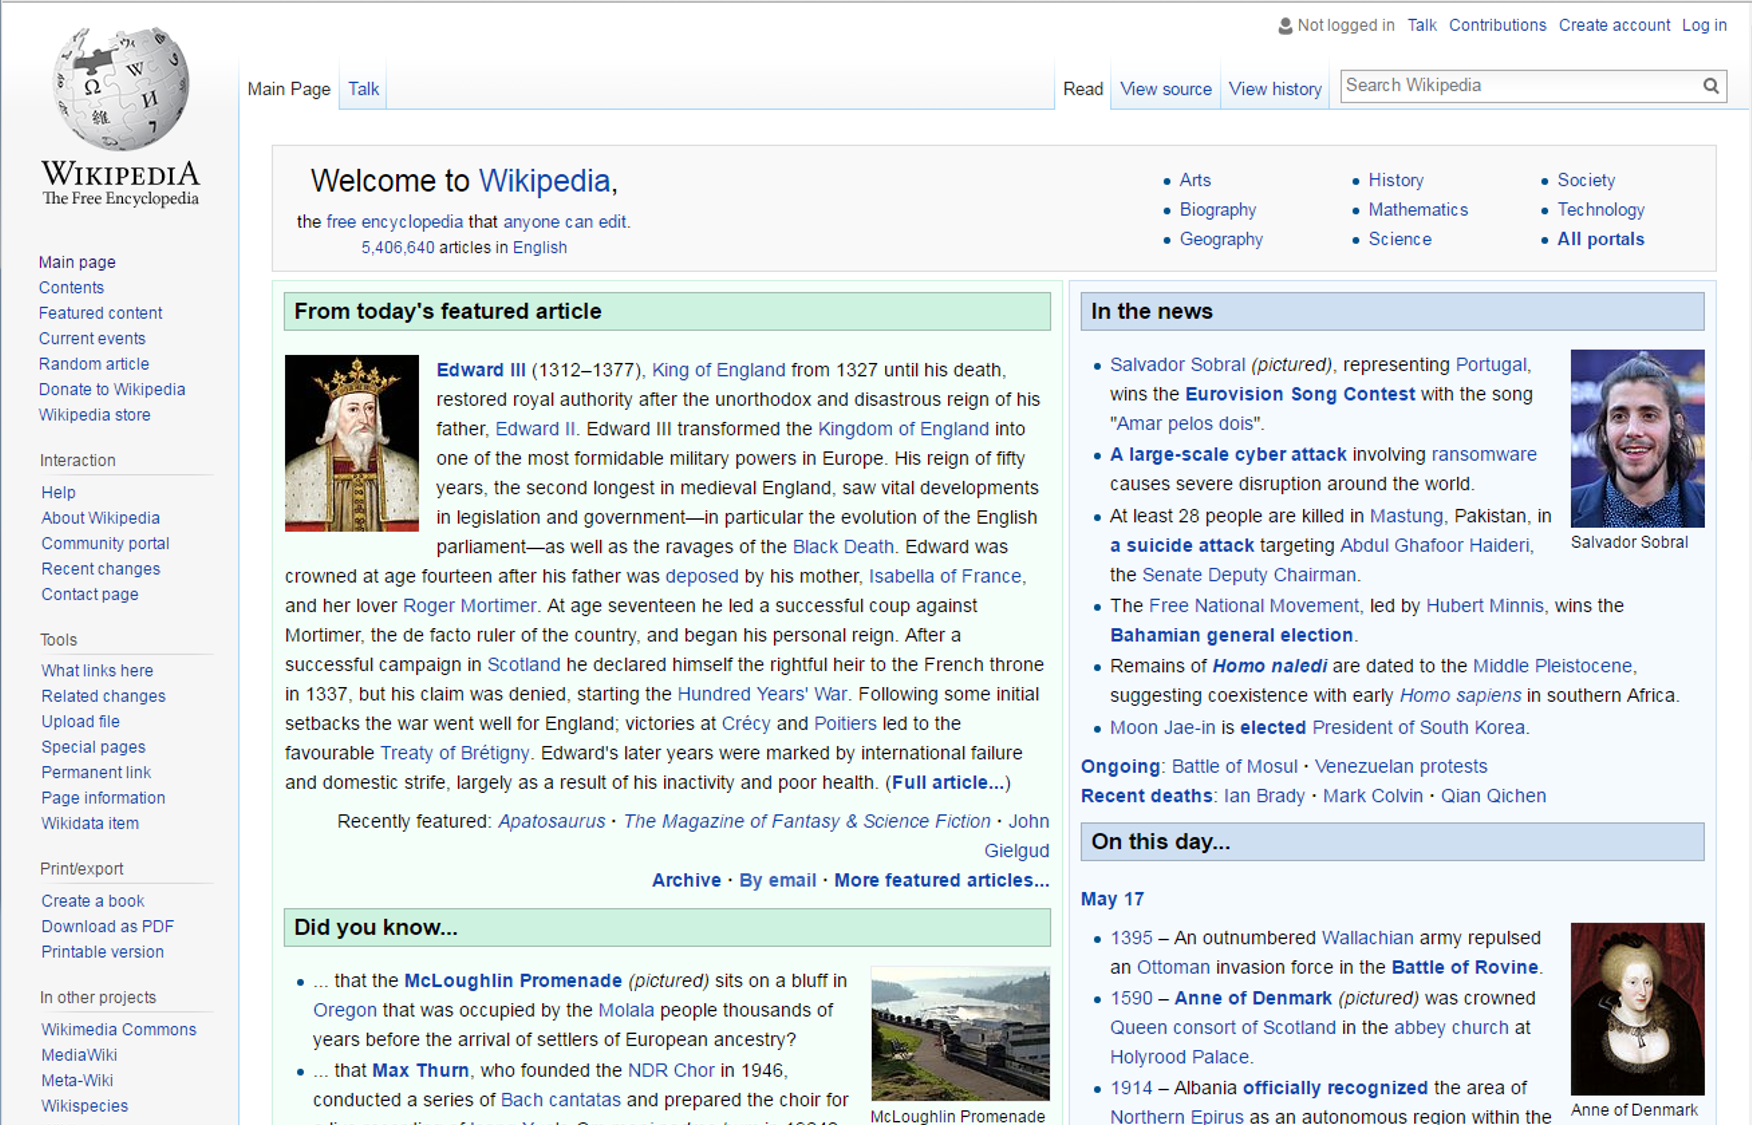 Not logged in Talk Contributions Create account Log in
Main Page Talk Read View source View history Search Wikipedia
WIKIPEDIA
The Free Encyclopedia
Main page
Contents
Featured content
Current events
Random article
Donate to Wikipedia
Wikipedia store
Interaction
Help
About Wikipedia
Community portal
Recent changes
Contact page
Tools
What links here
Related changes
Upload file
Special pages
Permanent link
Page information
Wikidata item
Print/export
Create a book
Download as PDF
Printable version
In other projects
Wikimedia Commons
MediaWiki
Meta-Wiki
Wikispecies
Welcome to Wikipedia,
the free encyclopedia that anyone can edit.
5,406,640 articles in English
Arts
Biography
Geography
History
Mathematics
Science
Society
Technology
All portals
From today's featured article
Edward III (1312–1377), King of England from 1327 until his death,
restored royal authority after the unorthodox and disastrous reign of his
father, Edward II. Edward III transformed the Kingdom of England into
one of the most formidable military powers in Europe. His reign of fifty
years, the second longest in medieval England, saw vital developments
in legislation and government—in particular the evolution of the English
parliament—as well as the ravages of the Black Death. Edward was
crowned at age fourteen after his father was deposed by his mother, Isabella of France,
and her lover Roger Mortimer. At age seventeen he led a successful coup against
Mortimer, the de facto ruler of the country, and began his personal reign. After a
successful campaign in Scotland he declared himself the rightful heir to the French throne
in 1337, but his claim was denied, starting the Hundred Years' War. Following some initial
setbacks the war went well for England; victories at Crécy and Poitiers led to the
favourable Treaty of Brétigny. Edward's later years were marked by international failure
and domestic strife, largely as a result of his inactivity and poor health. (Full article...)
Recently featured: Apatosaurus · The Magazine of Fantasy & Science Fiction · John
Gielgud
Archive · By email · More featured articles...
Did you know...
... that the McLoughlin Promenade (pictured) sits on a bluff in
Oregon that was occupied by the Molala people thousands of
years before the arrival of settlers of European ancestry?
... that Max Thurn, who founded the NDR Chor in 1946,
conducted a series of Bach cantatas and prepared the choir for
McLoughlin Promenade
In the news
Salvador Sobral (pictured), representing Portugal,
wins the Eurovision Song Contest with the song
"Amar pelos dois".
A large-scale cyber attack involving ransomware
causes severe disruption around the world.
At least 28 people are killed in Mastung, Pakistan, in
a suicide attack targeting Abdul Ghafoor Haideri,
the Senate Deputy Chairman.
The Free National Movement, led by Hubert Minnis, wins the
Bahamian general election.
Remains of Homo naledi are dated to the Middle Pleistocene,
suggesting coexistence with early Homo sapiens in southern Africa.
Moon Jae-in is elected President of South Korea.
Salvador Sobral
Ongoing: Battle of Mosul · Venezuelan protests
Recent deaths: Ian Brady · Mark Colvin · Qian Qichen
On this day...
May 17
1395 – An outnumbered Wallachian army repulsed
an Ottoman invasion force in the Battle of Rovine.
1590 – Anne of Denmark (pictured) was crowned
Queen consort of Scotland in the abbey church at
Holyrood Palace.
1914 – Albania officially recognized the area of
Northern Epirus as an autonomous region within the
Anne of Denmark